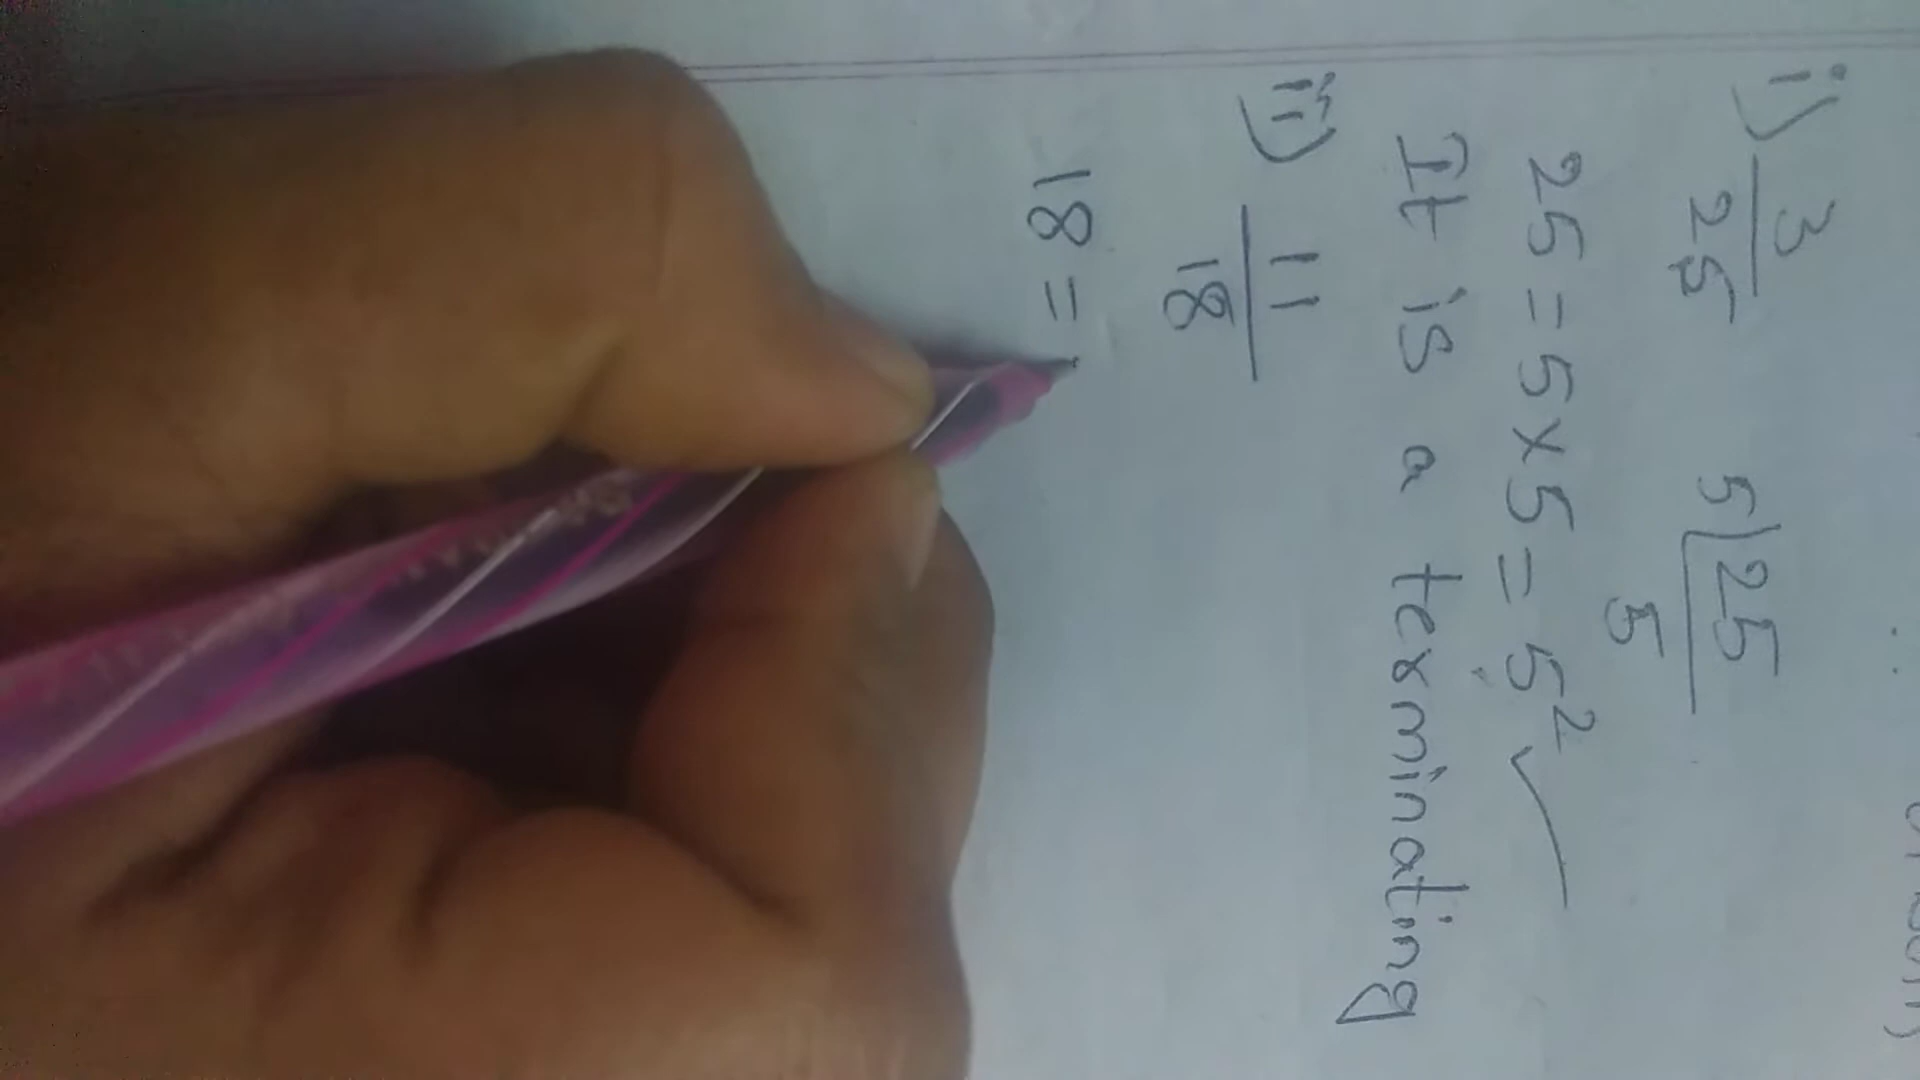 i) 3/25 5)25
5
25 = 5×5 = 5²
It is a terminating
ii) 11/18
18 =